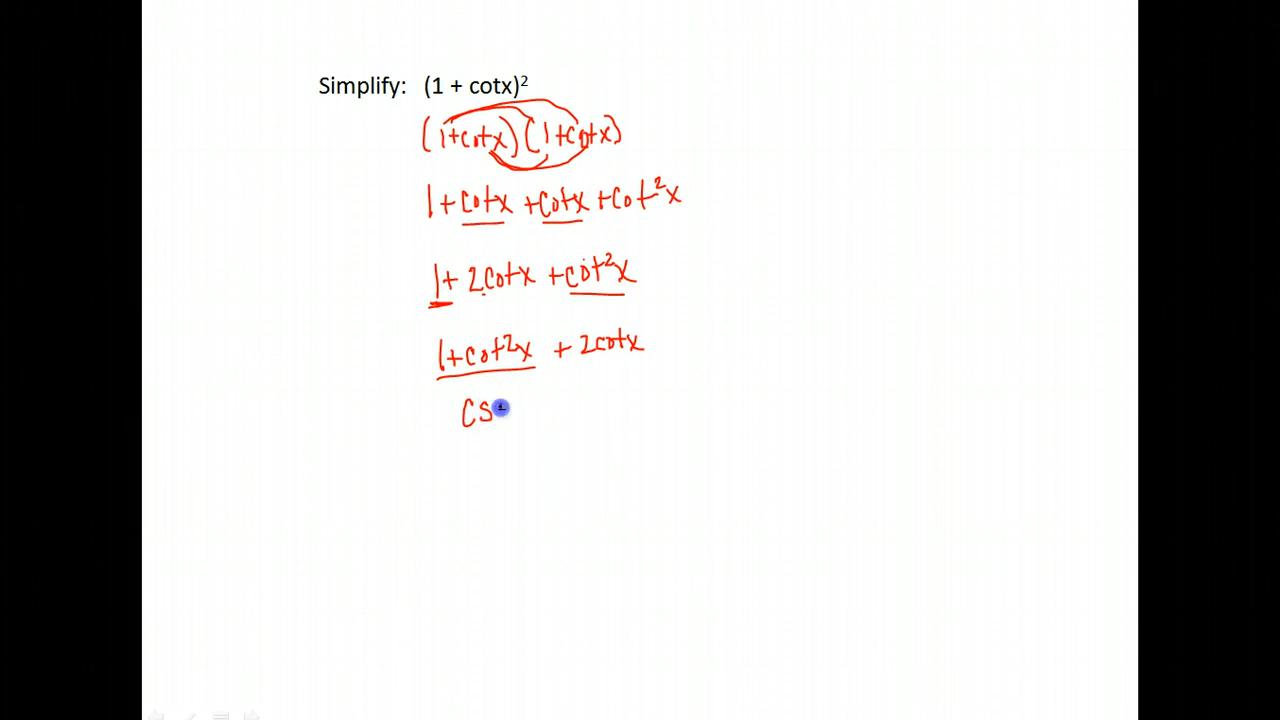 Simplify: (1 + cotx)²
(1+cotx)(1+cotx)
1+cotx+cotx+cot²x
1+2cotx+cot²x
1+cot²x + 2cotx
CS